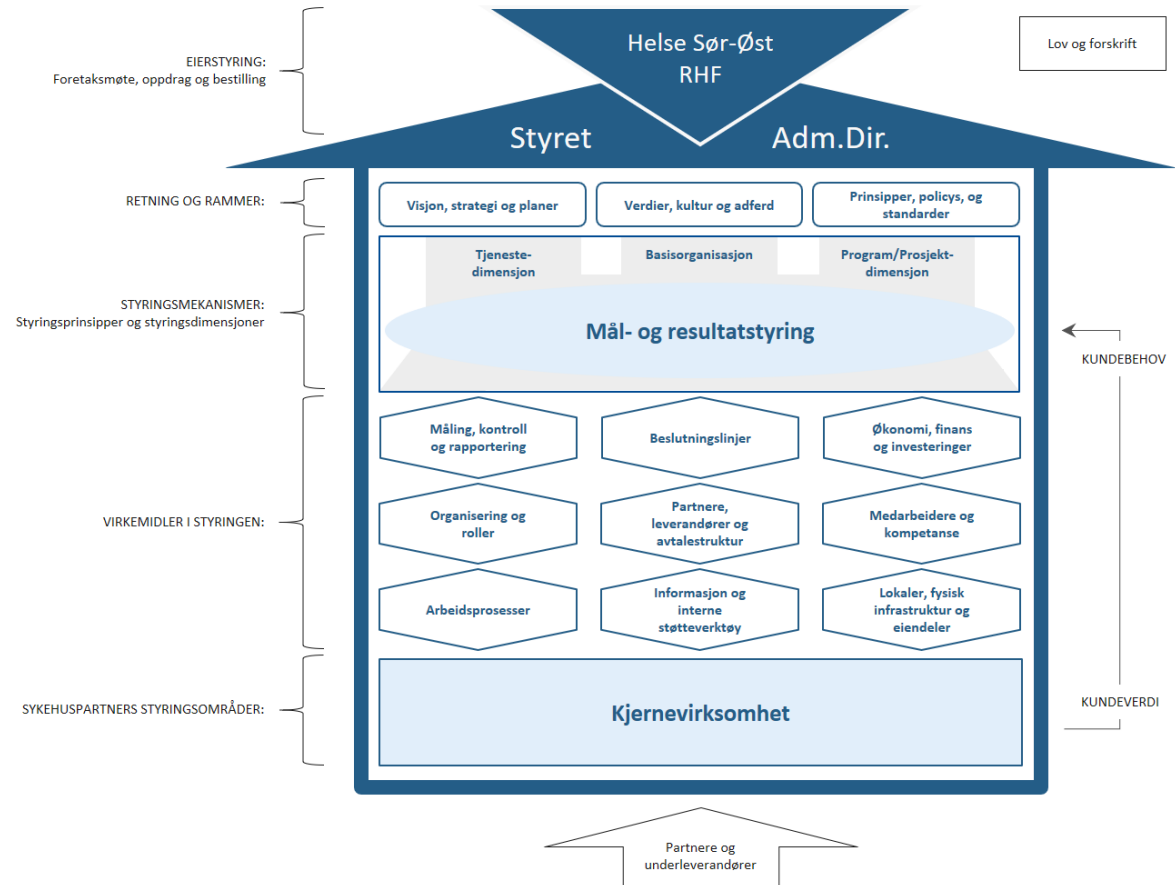 Helse Sør-Øst
RHF
Lov og forskrift
EIERSTYRING:
Foretaksmøte, oppdrag og bestilling
Styret
Adm.Dir.
RETNING OG RAMMER:
Visjon, strategi og planer
Verdier, kultur og adferd
Prinsipper, policys, og
standarder
STYRINGSMEKANISMER:
Styringsprinsipper og styringsdimensjoner
Tjeneste-
dimensjon
Basisorganisasjon
Program/Prosjekt-
dimensjon
Mål- og resultatstyring
KUNDEBEHOV
VIRKEMIDLER I STYRINGEN:
Måling, kontroll
og rapportering
Beslutningslinjer
Økonomi, finans
og investeringer
Organisering og
roller
Partnere,
leverandører og
avtalestruktur
Medarbeidere og
kompetanse
Arbeidsprosesser
Informasjon og
interne
støtteverktøy
Lokaler, fysisk
infrastruktur og
eiendeler
SYKEHUSPARTNERS STYRINGSOMRÅDER:
Kjernevirksomhet
KUNDEVERDI
Partnere og
underleverandører